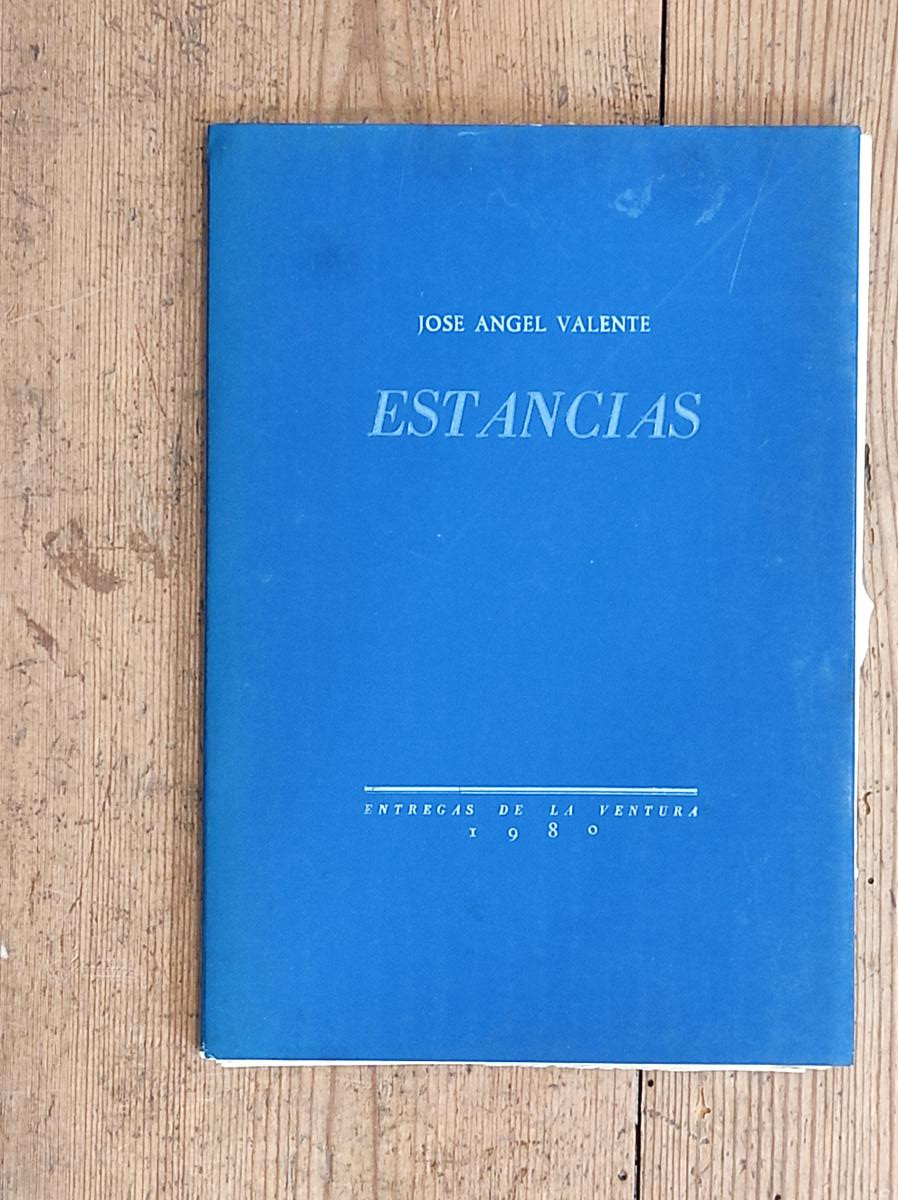 JOSE ANGEL VALENTE
ESTANCIAS
ENTREGAS DE LA VENTURA
1980